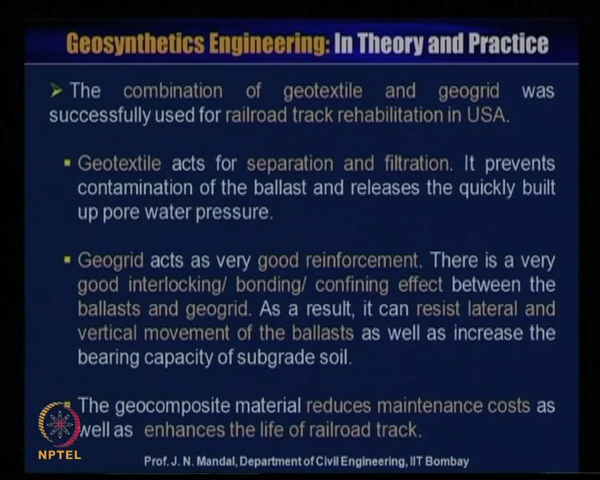 Geosynthetics Engineering: In Theory and Practice
The combination of geotextile and geogrid was
successfully used for railroad track rehabilitation in USA.
Geotextile acts for separation and filtration. It prevents
contamination of the ballast and releases the quickly built
up pore water pressure.
Geogrid acts as very good reinforcement. There is a very
good interlocking/ bonding/ confining effect between the
ballasts and geogrid. As a result, it can resist lateral and
vertical movement of the ballasts as well as increase the
bearing capacity of subgrade soil.
The geocomposite material reduces maintenance costs as
well as enhances the life of railroad track.
NPTEL
Prof. J. N. Mandal, Department of Civil Engineering, IIT Bombay